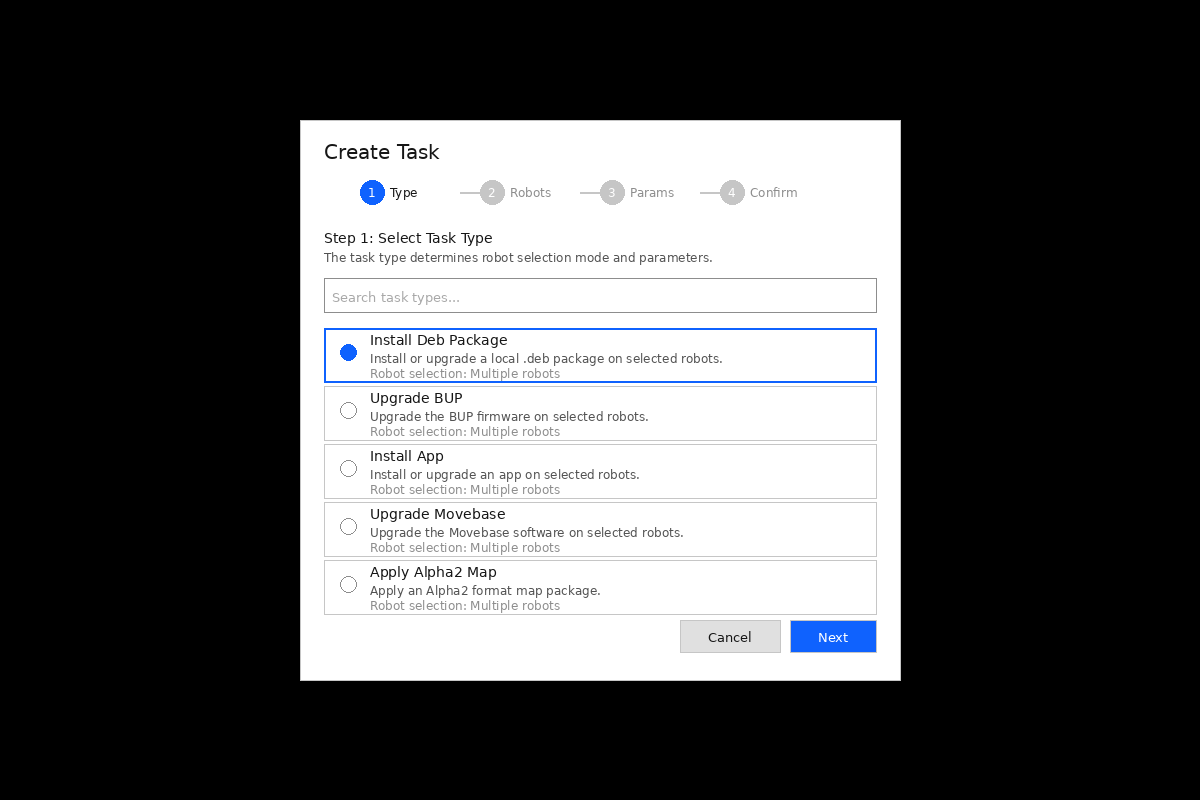 Create Task
1 Type 2 Robots 3 Params 4 Confirm
Step 1: Select Task Type
The task type determines robot selection mode and parameters.
Search task types...
Install Deb Package
Install or upgrade a local .deb package on selected robots.
Robot selection: Multiple robots
Upgrade BUP
Upgrade the BUP firmware on selected robots.
Robot selection: Multiple robots
Install App
Install or upgrade an app on selected robots.
Robot selection: Multiple robots
Upgrade Movebase
Upgrade the Movebase software on selected robots.
Robot selection: Multiple robots
Apply Alpha2 Map
Apply an Alpha2 format map package.
Robot selection: Multiple robots
Cancel Next